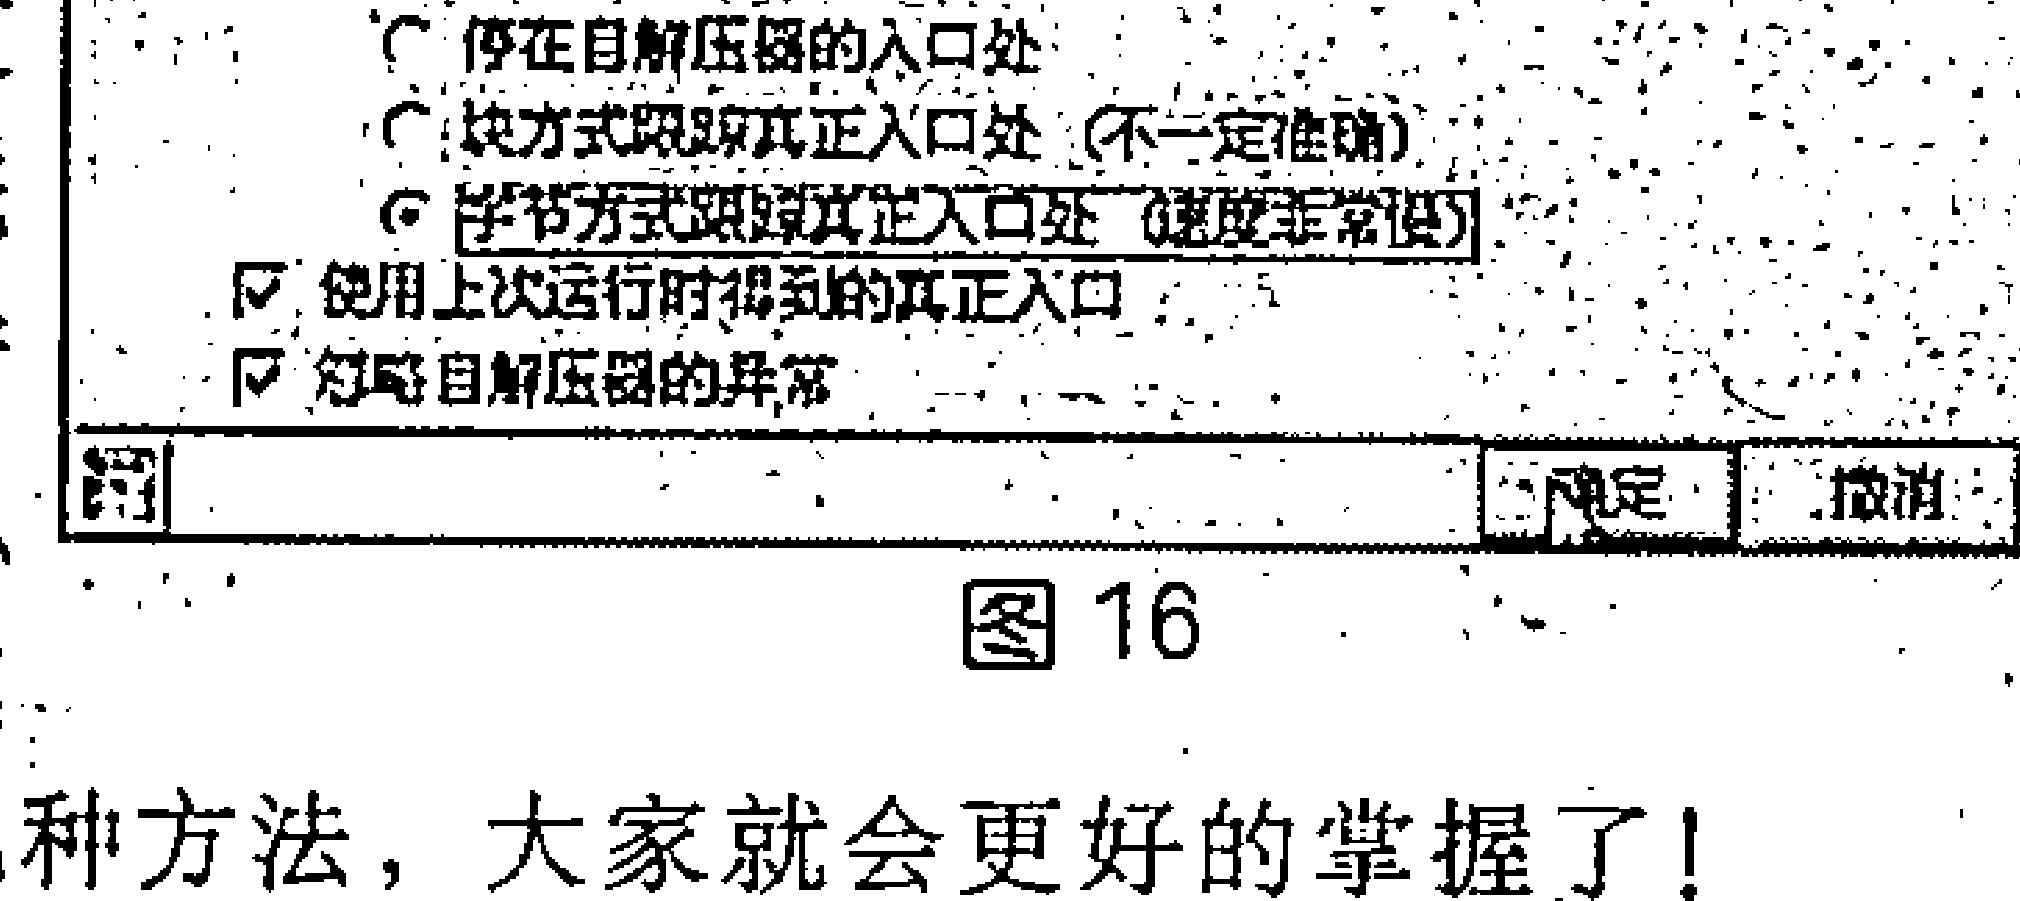 停在自解压器的入口处
块方式跟踪真正入口处 (不一定准确)
字节方式跟踪真正入口处 (速度非常慢)
使用上次运行时得到的真正入口
忽略自解压器的异常
确定 撤消
图 16
种方法，大家就会更好的掌握了！